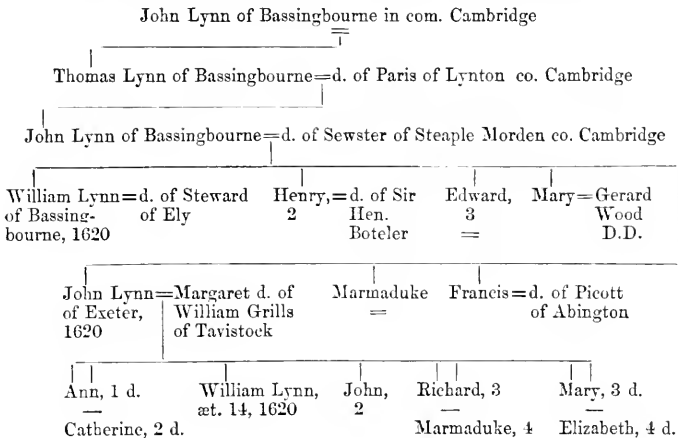 John Lynn of Bassingbourne in com. Cambridge
=
Thomas Lynn of Bassingbourne=d. of Paris of Lynton co. Cambridge
John Lynn of Bassingbourne=d. of Sewster of Steaple Morden co. Cambridge
William Lynn=d. of Steward Henry,=d. of Sir Edward, Mary=Gerard
of Bassing- of Ely 2 Hen. 3 Wood
bourne, 1620 Boteler = D.D.
John Lynn=Margaret d. of Marmaduke Francis=d. of Picott
of Exeter, William Grills = of Abington
1620 of Tavistock
Ann, 1 d. William Lynn, John, Richard, 3 Mary, 3 d.
— æt. 14, 1620 2 — —
Catherine, 2 d. Marmaduke, 4 Elizabeth, 4 d.